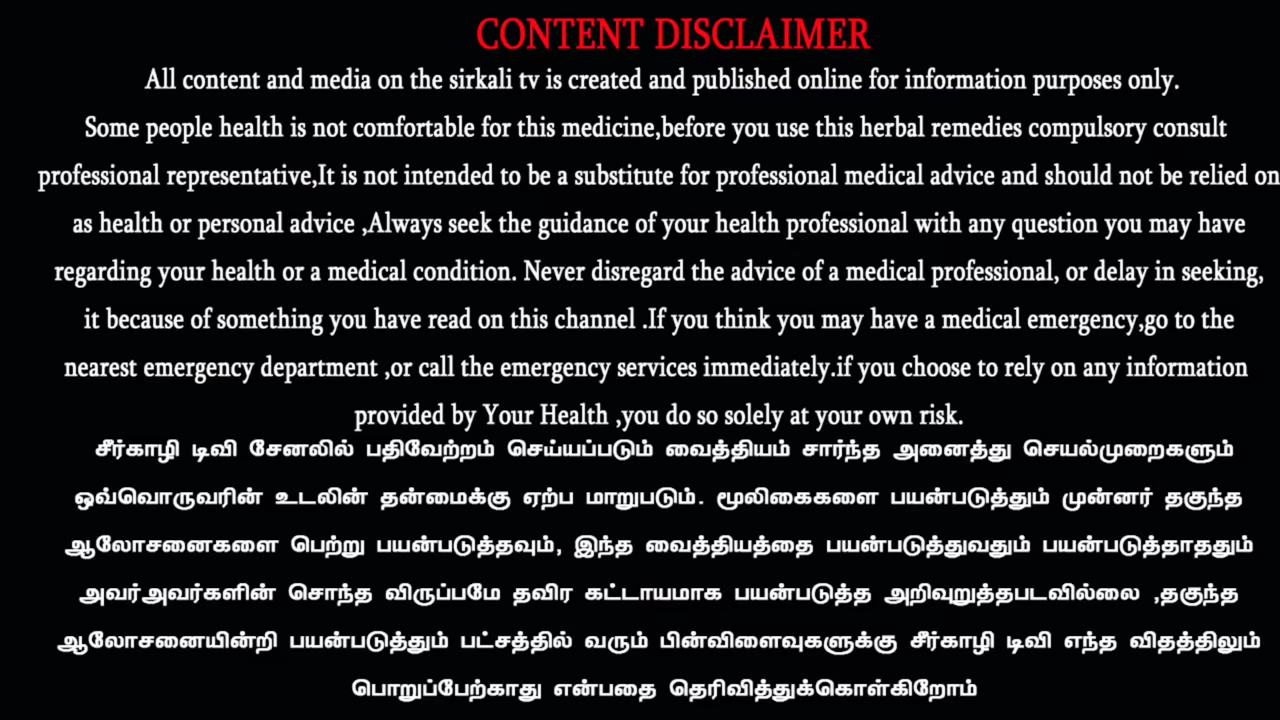 CONTENT DISCLAIMER
All content and media on the sirkali tv is created and published online for information purposes only.
Some people health is not comfortable for this medicine,before you use this herbal remedies compulsory consult
professional representative,It is not intended to be a substitute for professional medical advice and should not be relied on
as health or personal advice ,Always seek the guidance of your health professional with any question you may have
regarding your health or a medical condition. Never disregard the advice of a medical professional, or delay in seeking,
it because of something you have read on this channel .If you think you may have a medical emergency,go to the
nearest emergency department ,or call the emergency services immediately.if you choose to rely on any information
provided by Your Health ,you do so solely at your own risk.
சீர்காழி டிவி சேனலில் பதிவேற்றம் செய்யப்படும் வைத்தியம் சார்ந்த அனைத்து செயல்முறைகளும்
ஒவ்வொருவரின் உடலின் தன்மைக்கு ஏற்ப மாறுபடும். மூலிகைகளை பயன்படுத்தும் முன்னர் தகுந்த
ஆலோசனைகளை பெற்று பயன்படுத்தவும், இந்த வைத்தியத்தை பயன்படுத்துவதும் பயன்படுத்தாததும்
அவர்அவர்களின் சொந்த விருப்பமே தவிர கட்டாயமாக பயன்படுத்த அறிவுறுத்தபடவில்லை ,தகுந்த
ஆலோசனையின்றி பயன்படுத்தும் பட்சத்தில் வரும் பின்விளைவுகளுக்கு சீர்காழி டிவி எந்த விதத்திலும்
பொறுப்பேற்காது என்பதை தெரிவித்துக்கொள்கிறோம்